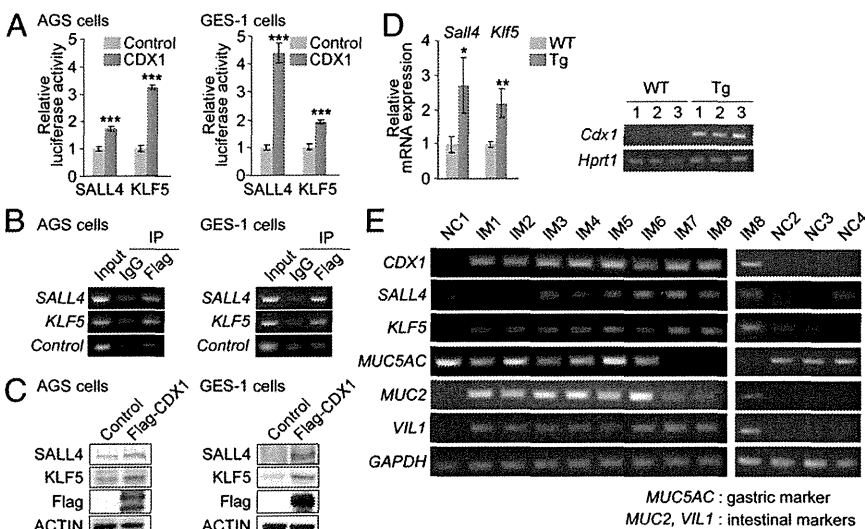 A AGS cells GES-1 cells
Relative luciferase activity
5
4
3
2
1
0
Control
CDX1
***
***
SALL4 KLF5
Relative luciferase activity
5
4
3
2
1
0
Control
CDX1
***
***
SALL4 KLF5
B AGS cells GES-1 cells
IP
Input IgG Flag
SALL4
KLF5
Control
IP
Input IgG Flag
SALL4
KLF5
Control
C AGS cells GES-1 cells
Control Flag-CDX1
SALL4
KLF5
Flag
ACTIN
Control Flag-CDX1
SALL4
KLF5
Flag
ACTIN
D
Relative mRNA expression
4
3
2
1
0
Sall4 Klf5
WT
Tg
*
**
WT Tg
1 2 3 1 2 3
Cdx1
Hprt1
E
NC1 IM1 IM2 IM3 IM4 IM5 IM6 IM7 IM8 IM8 NC2 NC3 NC4
CDX1
SALL4
KLF5
MUC5AC
MUC2
VIL1
GAPDH
MUC5AC : gastric marker
MUC2, VIL1 : intestinal markers